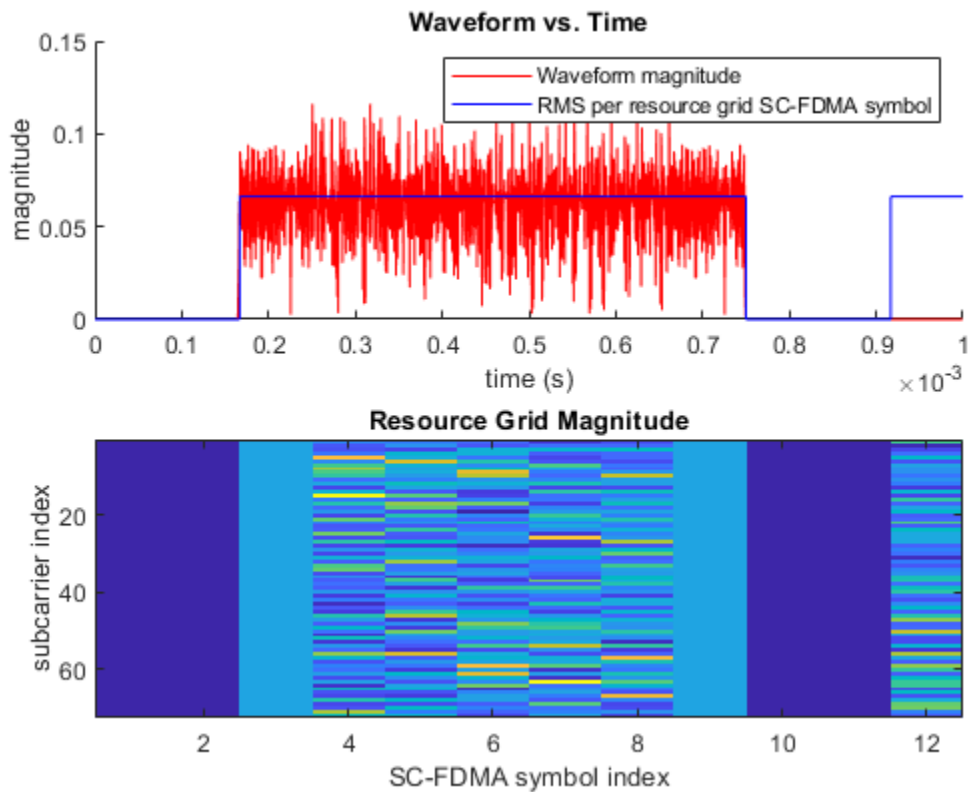 Waveform vs. Time
0.15
0.1
0.05
0
magnitude
Waveform magnitude
RMS per resource grid SC-FDMA symbol
0 0.1 0.2 0.3 0.4 0.5 0.6 0.7 0.8 0.9 1
time (s)
×10⁻³
Resource Grid Magnitude
20
40
60
subcarrier index
2 4 6 8 10 12
SC-FDMA symbol index